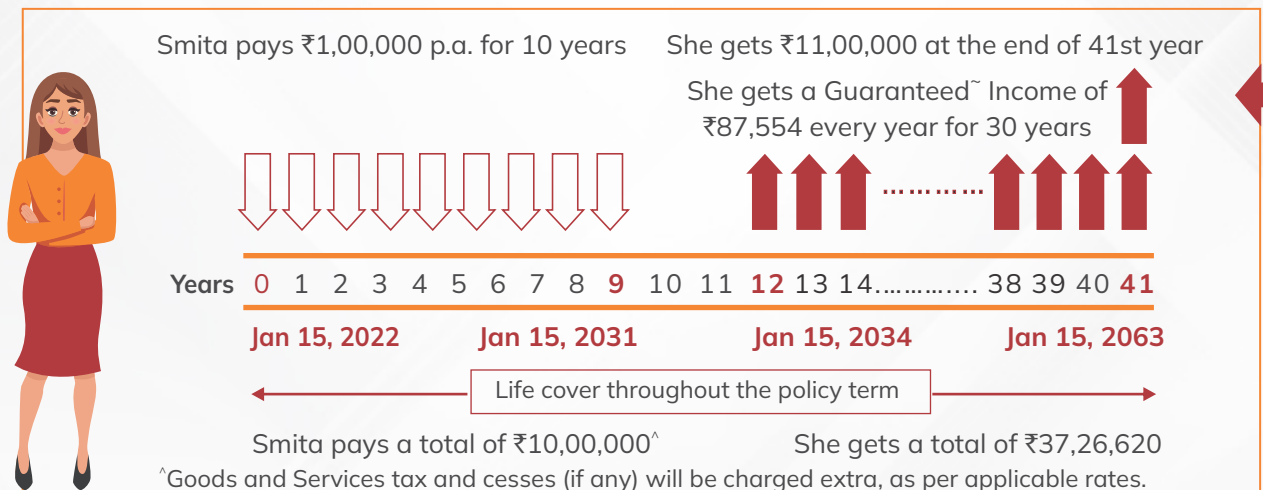 Smita pays ₹1,00,000 p.a. for 10 years
She gets ₹11,00,000 at the end of 41st year
She gets a Guaranteed~ Income of
₹87,554 every year for 30 years
............
Years 0 1 2 3 4 5 6 7 8 9 10 11 12 13 14............ 38 39 40 41
Jan 15, 2022 Jan 15, 2031 Jan 15, 2034 Jan 15, 2063
Life cover throughout the policy term
Smita pays a total of ₹10,00,000^
She gets a total of ₹37,26,620
^Goods and Services tax and cesses (if any) will be charged extra, as per applicable rates.